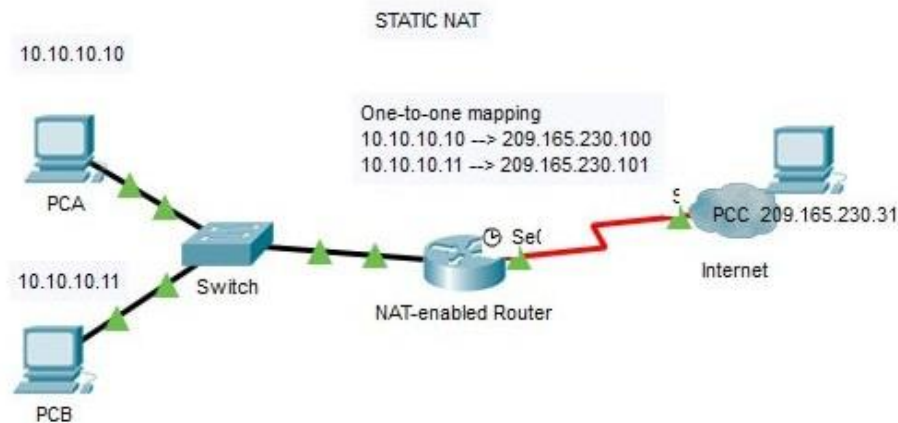 STATIC NAT
10.10.10.10
One-to-one mapping
10.10.10.10 --> 209.165.230.100
10.10.10.11 --> 209.165.230.101
PCA
PCC 209.165.230.31
Se0
10.10.10.11
Switch
Internet
NAT-enabled Router
PCB